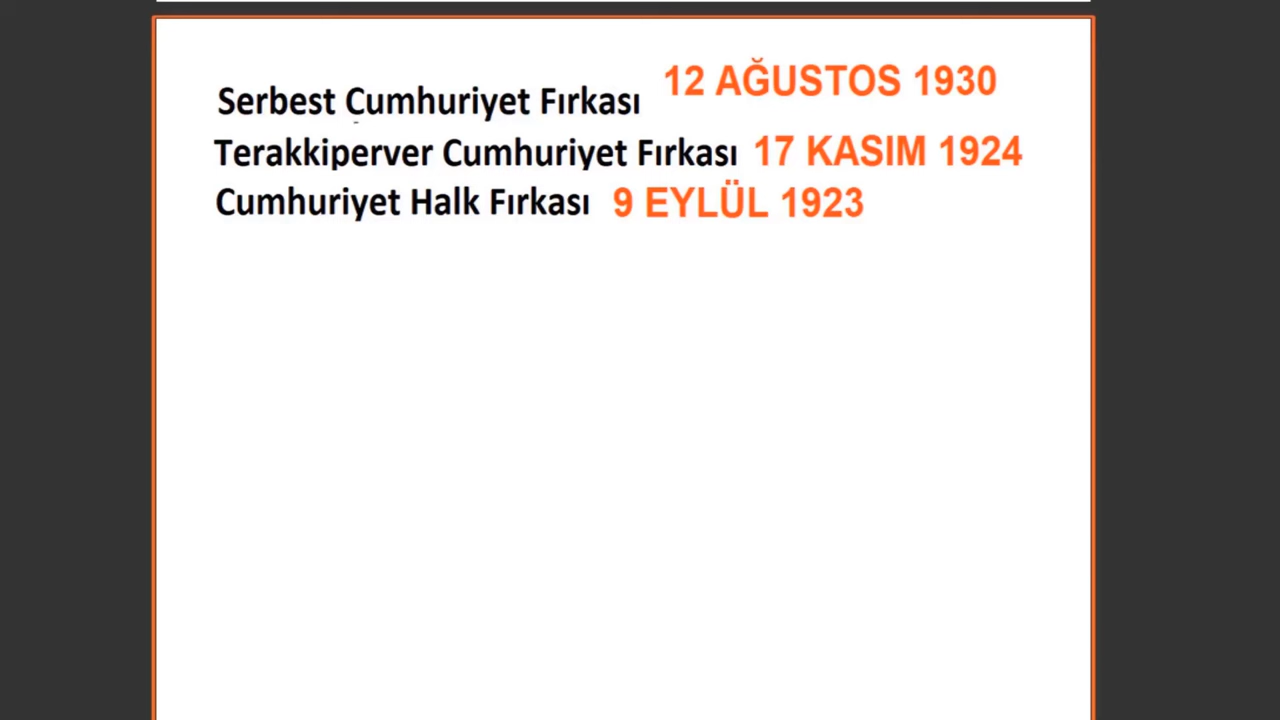 Serbest Cumhuriyet Fırkası 12 AĞUSTOS 1930
Terakkiperver Cumhuriyet Fırkası 17 KASIM 1924
Cumhuriyet Halk Fırkası 9 EYLÜL 1923